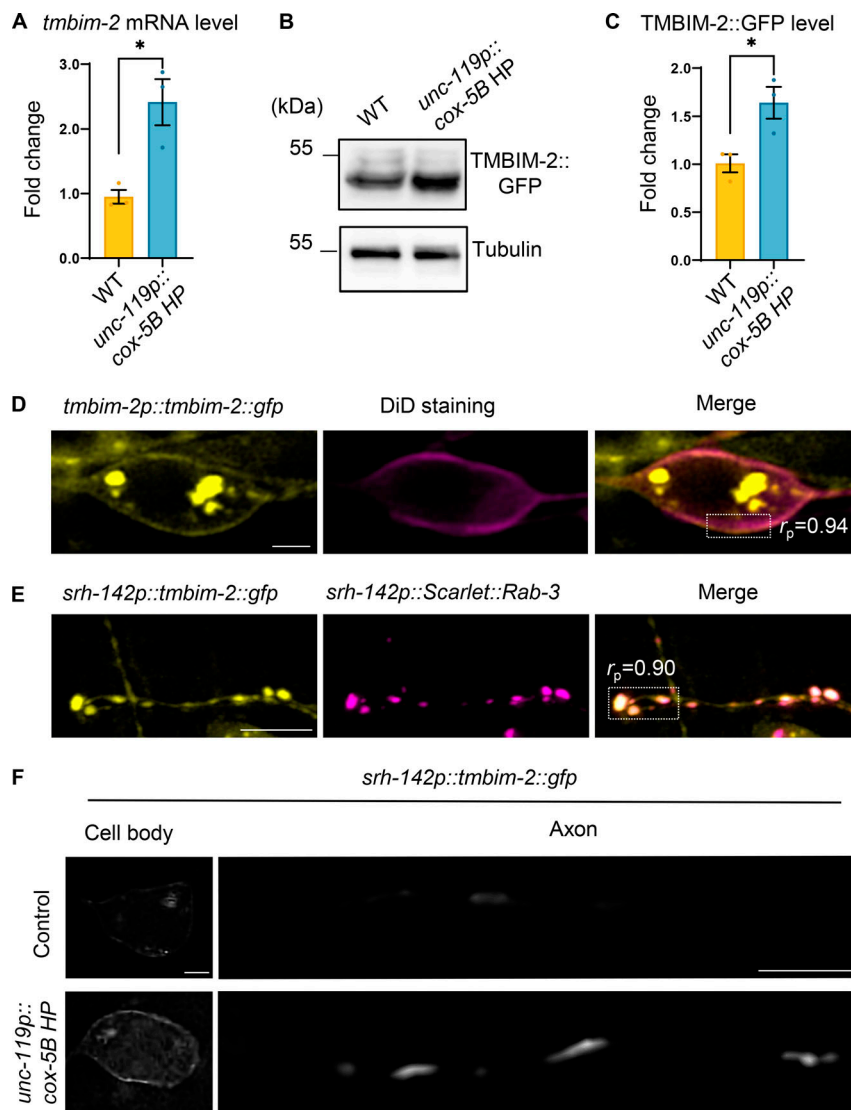 A
tmbim-2 mRNA level
*
Fold change
3.0
2.0
1.0
0.0
WT
unc-119p::
cox-5B HP
B
(kDa)
WT
unc-119p::
cox-5B HP
55
TMBIM-2::
GFP
55
Tubulin
C
TMBIM-2::GFP level
*
Fold change
2.0
1.5
1.0
1.5
0.0
WT
unc-119p::
cox-5B HP
D
tmbim-2p::tmbim-2::gfp
DiD staining
Merge
rp=0.94
E
srh-142p::tmbim-2::gfp
srh-142p::Scarlet::Rab-3
Merge
rp=0.90
F
srh-142p::tmbim-2::gfp
Cell body
Axon
Control
unc-119p::
cox-5B HP